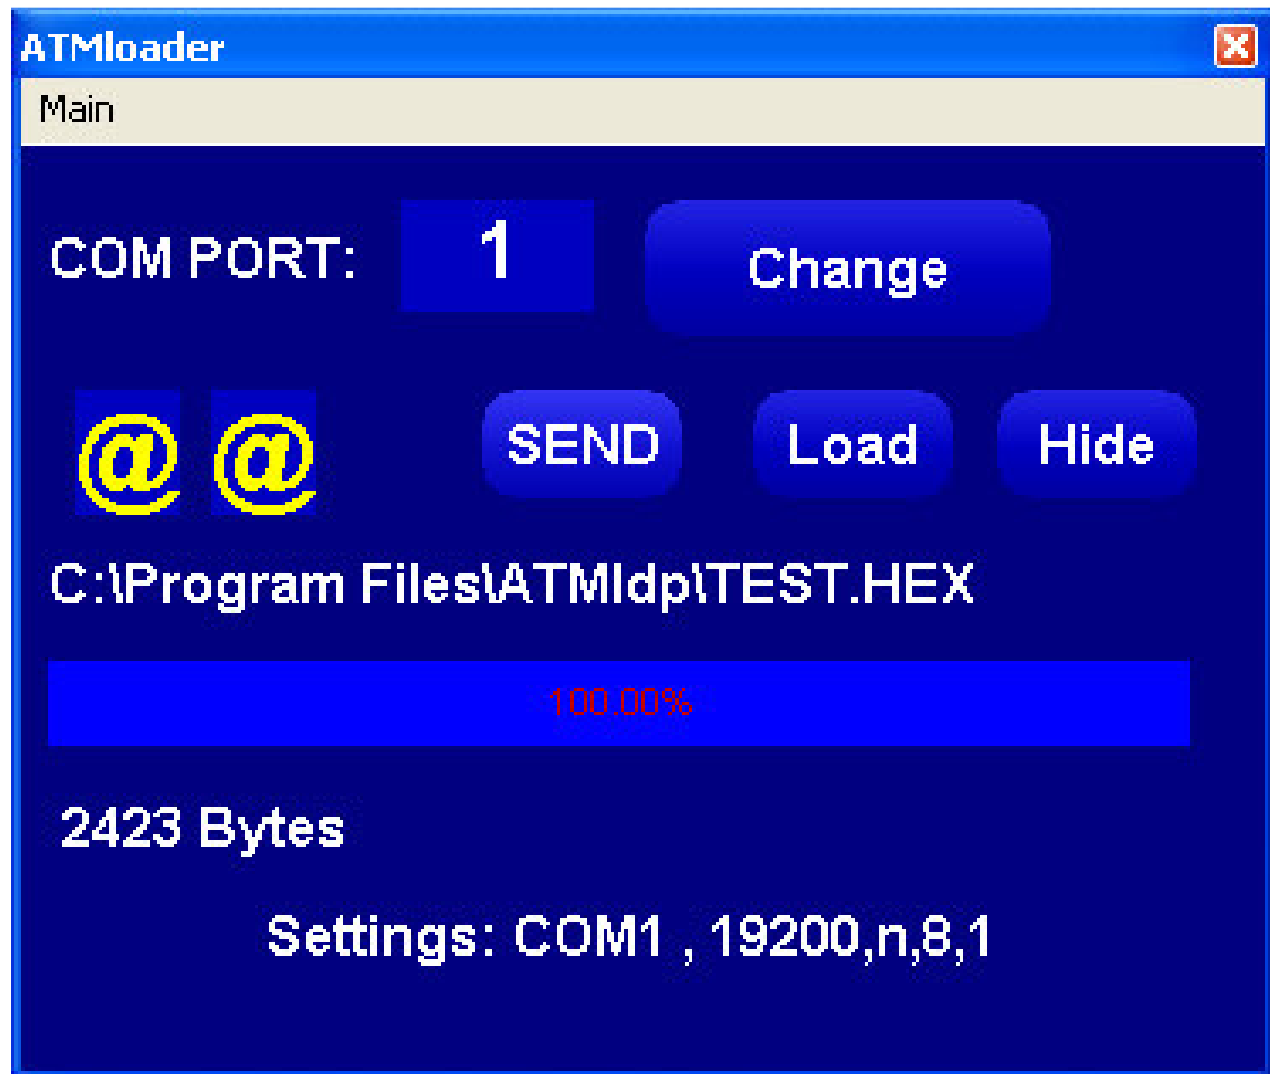 ATMloader
Main
COM PORT: 1 Change
@ @ SEND Load Hide
C:\Program Files\ATMldp\TEST.HEX
100.00%
2423 Bytes
Settings: COM1 , 19200,n,8,1